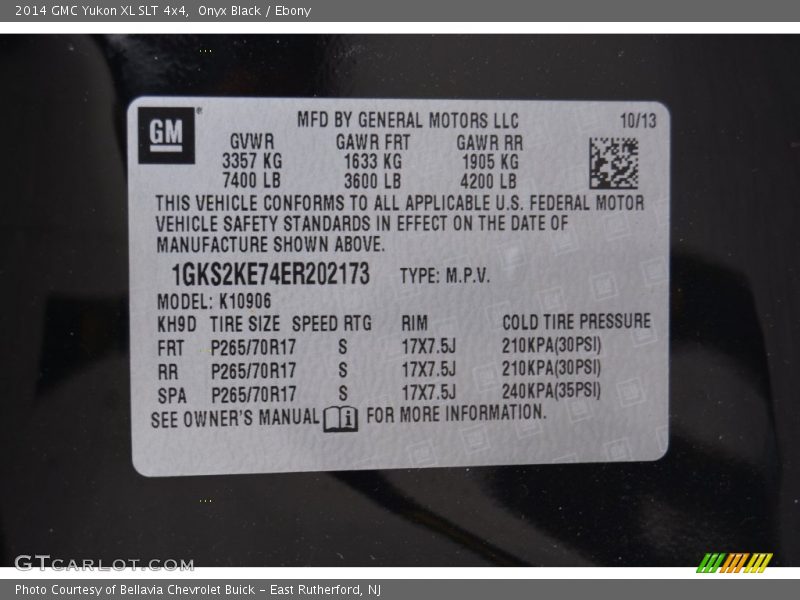 2014 GMC Yukon XL SLT 4x4, Onyx Black / Ebony
GM®
MFD BY GENERAL MOTORS LLC 10/13
GVWR GAWR FRT GAWR RR
3357 KG 1633 KG 1905 KG
7400 LB 3600 LB 4200 LB
THIS VEHICLE CONFORMS TO ALL APPLICABLE U.S. FEDERAL MOTOR
VEHICLE SAFETY STANDARDS IN EFFECT ON THE DATE OF
MANUFACTURE SHOWN ABOVE.
1GKS2KE74ER202173 TYPE: M.P.V.
MODEL: K10906
KH9D TIRE SIZE SPEED RTG RIM COLD TIRE PRESSURE
FRT P265/70R17 S 17X7.5J 210KPA(30PSI)
RR P265/70R17 S 17X7.5J 210KPA(30PSI)
SPA P265/70R17 S 17X7.5J 240KPA(35PSI)
SEE OWNER'S MANUAL i FOR MORE INFORMATION.
GTCARLOT.COM
Photo Courtesy of Bellavia Chevrolet Buick - East Rutherford, NJ